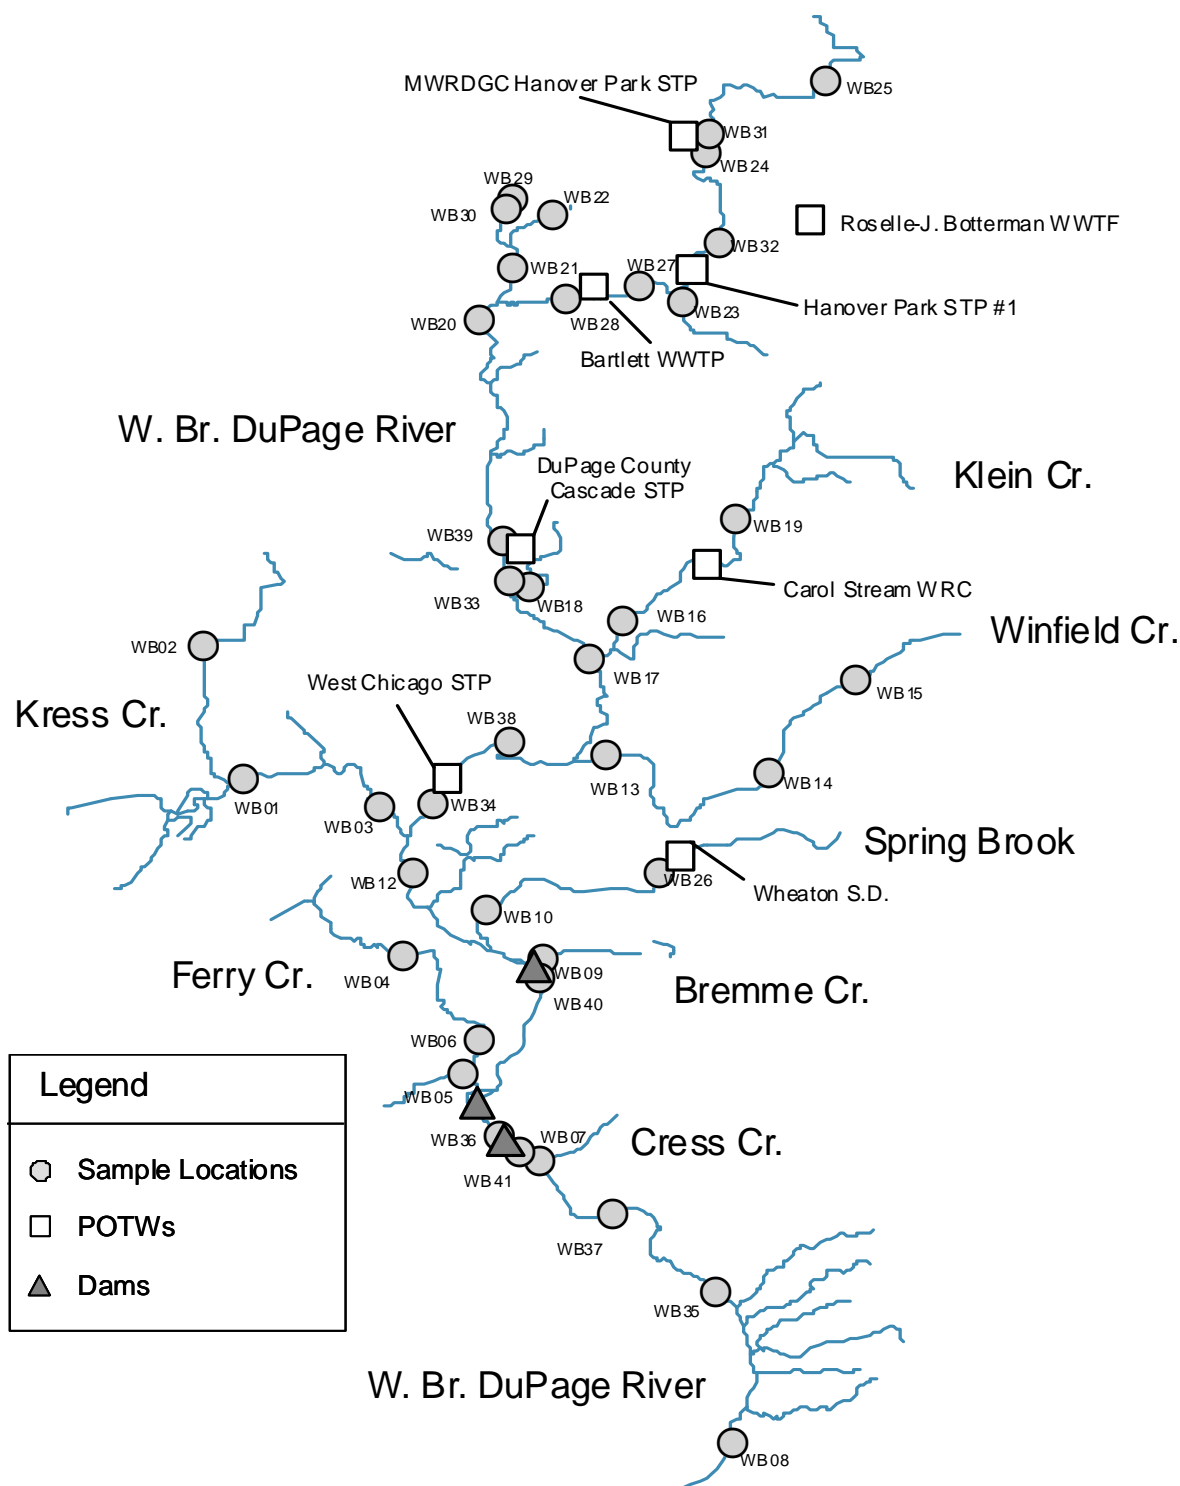 MWRDGC Hanover Park STP
WB25
WB31
WB24
WB29
WB22
WB30
Roselle-J. Botterman WWTF
WB32
WB21
WB27
WB20
WB28
WB23
Hanover Park STP #1
Bartlett WWTP
W. Br. DuPage River
DuPage County
Cascade STP
Klein Cr.
WB39
WB19
WB33
WB18
Carol Stream WRC
WB16
Winfield Cr.
WB02
WB17
West Chicago STP
WB15
Kress Cr.
WB38
WB14
WB13
WB01
WB03
WB34
Spring Brook
WB12
WB26
Wheaton S.D.
WB10
Ferry Cr.
WB04
WB09
Bremme Cr.
WB40
WB06
Legend
WB05
WB36
WB07
Cress Cr.
Sample Locations
WB41
POTWs
WB37
Dams
WB35
W. Br. DuPage River
WB08